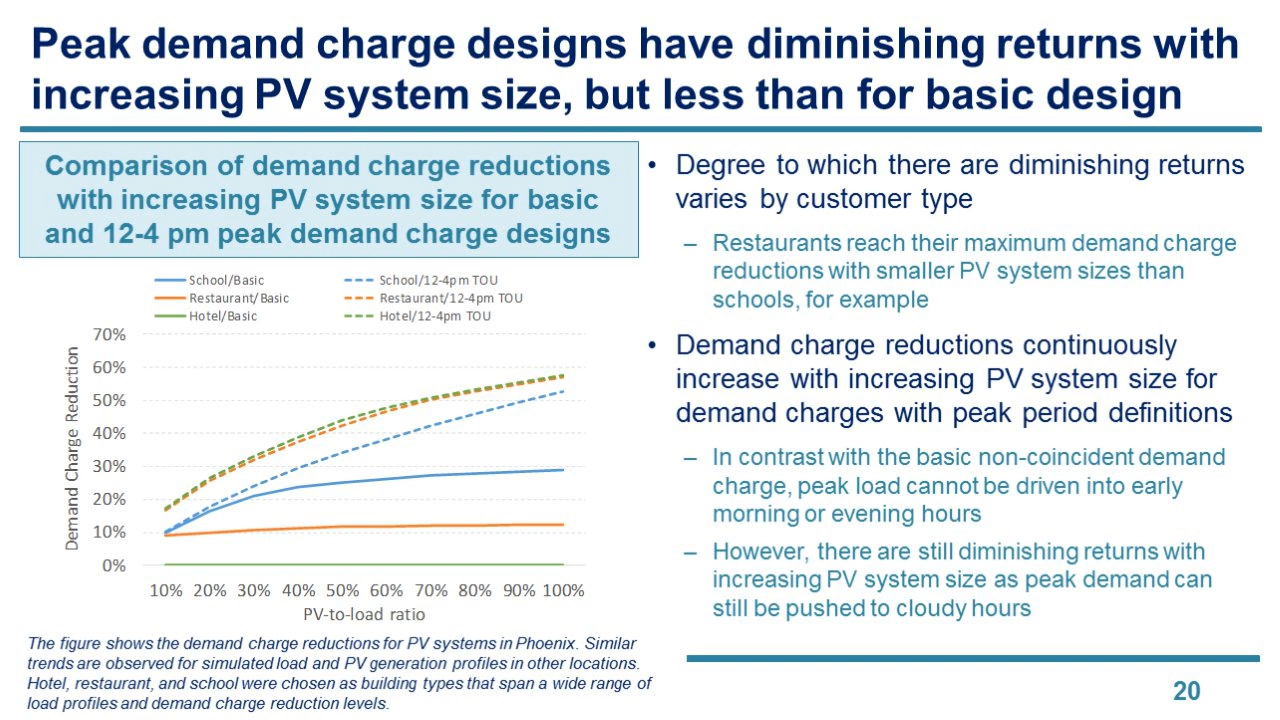 Peak demand charge designs have diminishing returns with
increasing PV system size, but less than for basic design
Comparison of demand charge reductions
with increasing PV system size for basic
and 12-4 pm peak demand charge designs
School/Basic
School/12-4pm TOU
Restaurant/Basic
Restaurant/12-4pm TOU
Hotel/Basic
Hotel/12-4pm TOU
Demand Charge Reduction
70%
60%
50%
40%
30%
20%
10%
0%
10% 20% 30% 40% 50% 60% 70% 80% 90% 100%
PV-to-load ratio
The figure shows the demand charge reductions for PV systems in Phoenix. Similar
trends are observed for simulated load and PV generation profiles in other locations.
Hotel, restaurant, and school were chosen as building types that span a wide range of
load profiles and demand charge reduction levels.
• Degree to which there are diminishing returns
varies by customer type
– Restaurants reach their maximum demand charge
reductions with smaller PV system sizes than
schools, for example
• Demand charge reductions continuously
increase with increasing PV system size for
demand charges with peak period definitions
– In contrast with the basic non-coincident demand
charge, peak load cannot be driven into early
morning or evening hours
– However, there are still diminishing returns with
increasing PV system size as peak demand can
still be pushed to cloudy hours
20